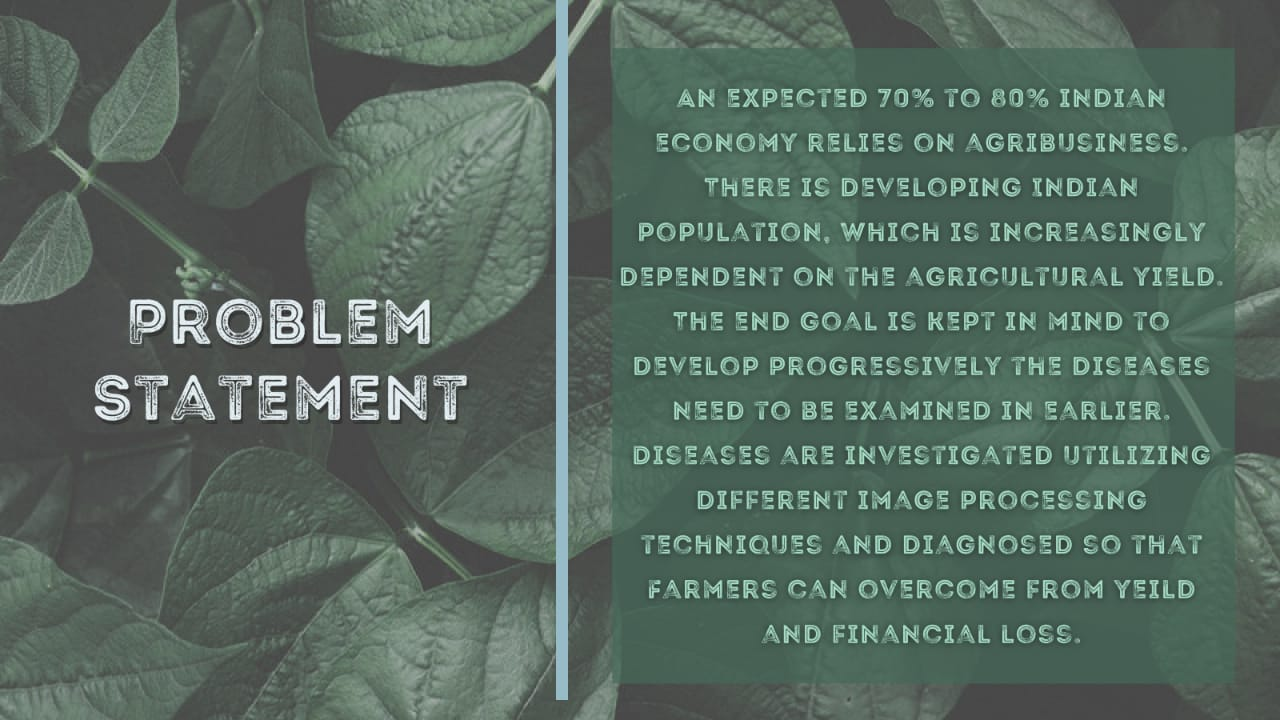 PROBLEM
STATEMENT
AN EXPECTED 70% TO 80% INDIAN
ECONOMY RELIES ON AGRIBUSINESS.
THERE IS DEVELOPING INDIAN
POPULATION, WHICH IS INCREASINGLY
DEPENDENT ON THE AGRICULTURAL YIELD.
THE END GOAL IS KEPT IN MIND TO
DEVELOP PROGRESSIVELY THE DISEASES
NEED TO BE EXAMINED IN EARLIER.
DISEASES ARE INVESTIGATED UTILIZING
DIFFERENT IMAGE PROCESSING
TECHNIQUES AND DIAGNOSED SO THAT
FARMERS CAN OVERCOME FROM YEILD
AND FINANCIAL LOSS.